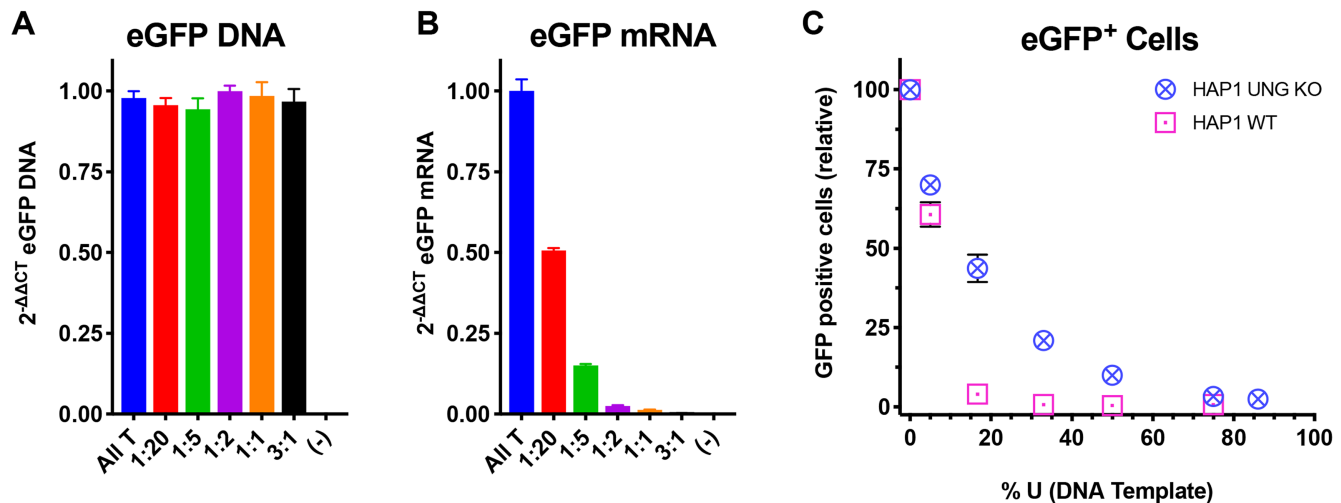 A
eGFP DNA
2-ΔΔCT eGFP DNA
1.00
0.75
0.50
0.25
0.00
All T
1:20
1:5
1:2
1:1
3:1
(-)
B
eGFP mRNA
2-ΔΔCT eGFP mRNA
1.00
0.75
0.50
0.25
0.00
All T
1:20
1:5
1:2
1:1
3:1
(-)
C
eGFP+ Cells
GFP positive cells (relative)
100
75
50
25
0
HAP1 UNG KO
HAP1 WT
0
20
40
60
80
100
% U (DNA Template)